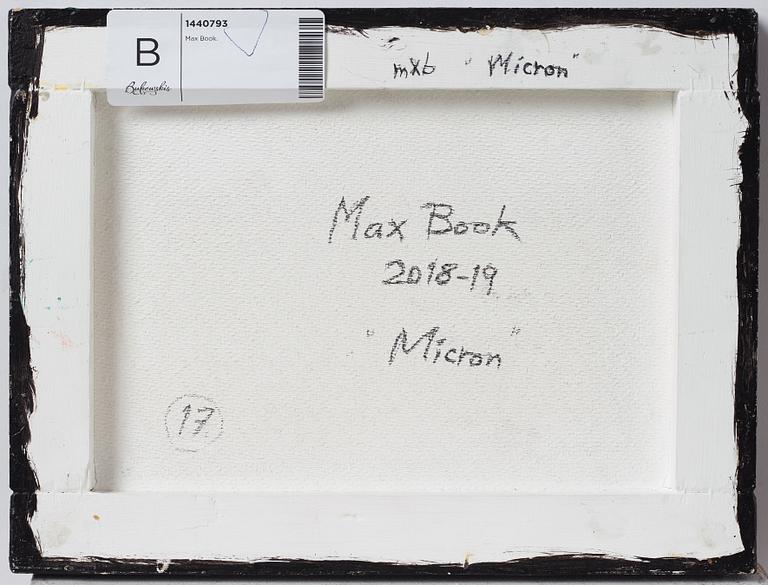 B
Bukowskis
1440793
Max Book.
mxb "Micron"
Max Book
2018-19
"Micron"
17